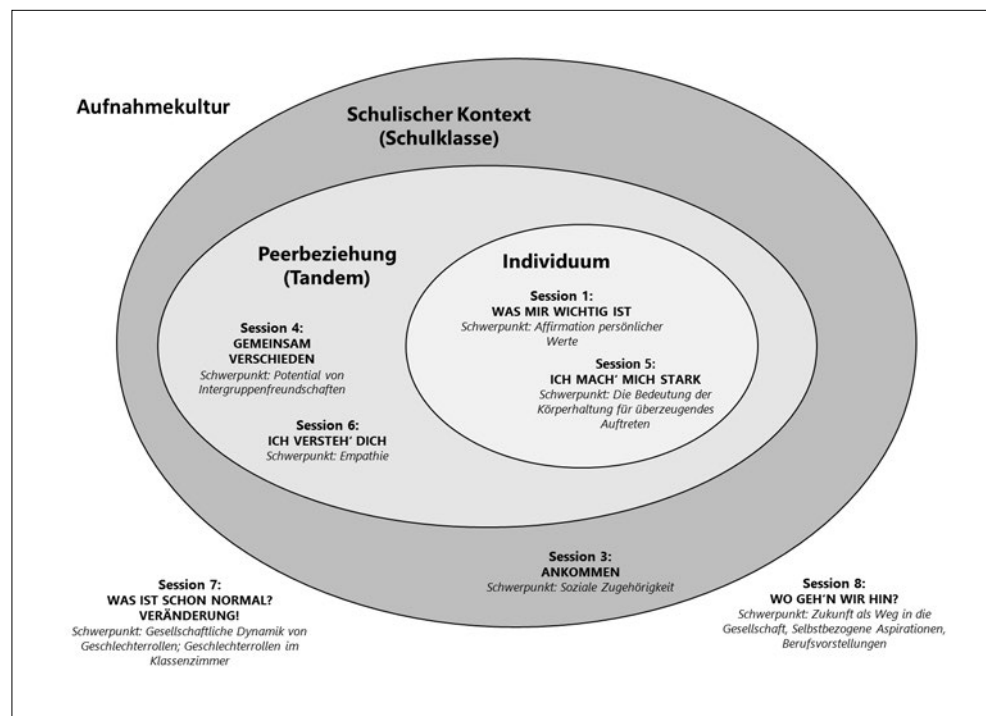 Aufnahmekultur
Schulischer Kontext
(Schulklasse)
Peerbeziehung
(Tandem)
Individuum
Session 1:
WAS MIR WICHTIG IST
Schwerpunkt: Affirmation persönlicher
Werte
Session 4:
GEMEINSAM
VERSCHIEDEN
Schwerpunkt: Potential von
Intergruppenfreundschaften
Session 5:
ICH MACH' MICH STARK
Schwerpunkt: Die Bedeutung der
Körperhaltung für überzeugendes
Auftreten
Session 6:
ICH VERSTEH' DICH
Schwerpunkt: Empathie
Session 3:
ANKOMMEN
Schwerpunkt: Soziale Zugehörigkeit
Session 7:
WAS IST SCHON NORMAL?
VERÄNDERUNG!
Schwerpunkt: Gesellschaftliche Dynamik von
Geschlechterrollen; Geschlechterrollen im
Klassenzimmer
Session 8:
WO GEH'N WIR HIN?
Schwerpunkt: Zukunft als Weg in die
Gesellschaft, Selbstbezogene Aspirationen,
Berufsvorstellungen